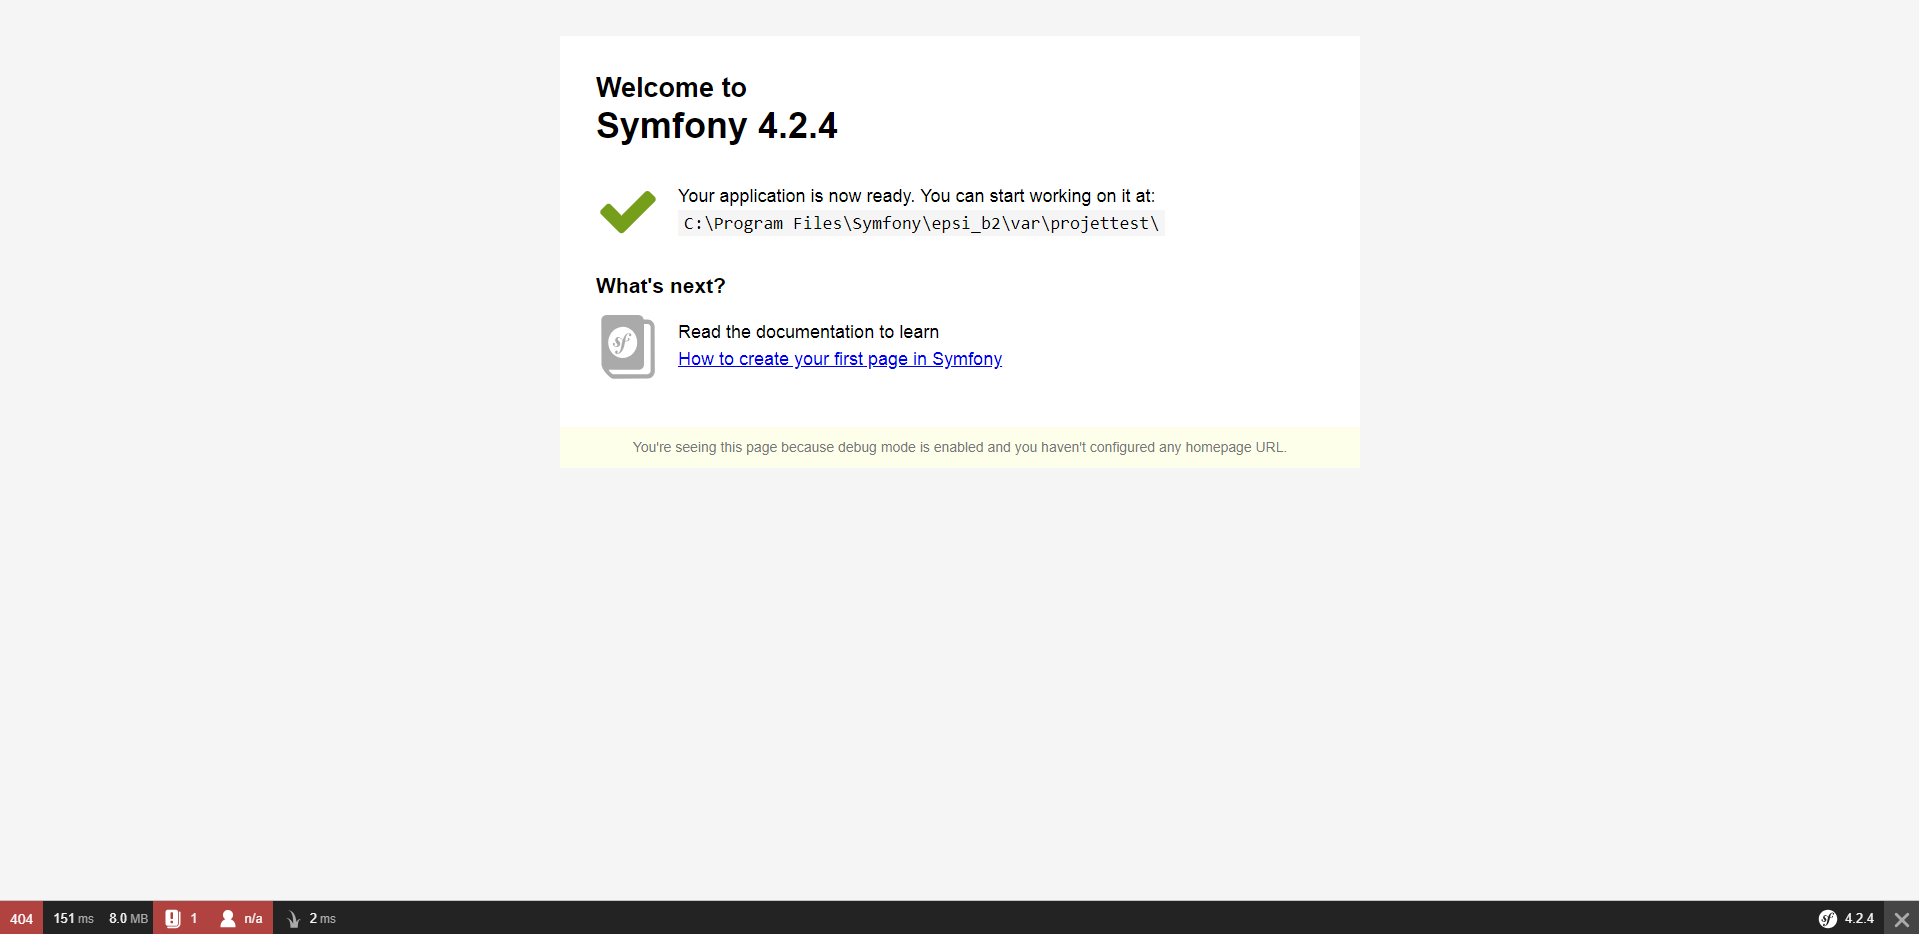 Welcome to
Symfony 4.2.4
Your application is now ready. You can start working on it at:
C:\Program Files\Symfony\epsi_b2\var\projettest\
What's next?
sf
Read the documentation to learn
How to create your first page in Symfony
You're seeing this page because debug mode is enabled and you haven't configured any homepage URL.
404 151 ms 8.0 MB 1 n/a 2 ms sf 4.2.4